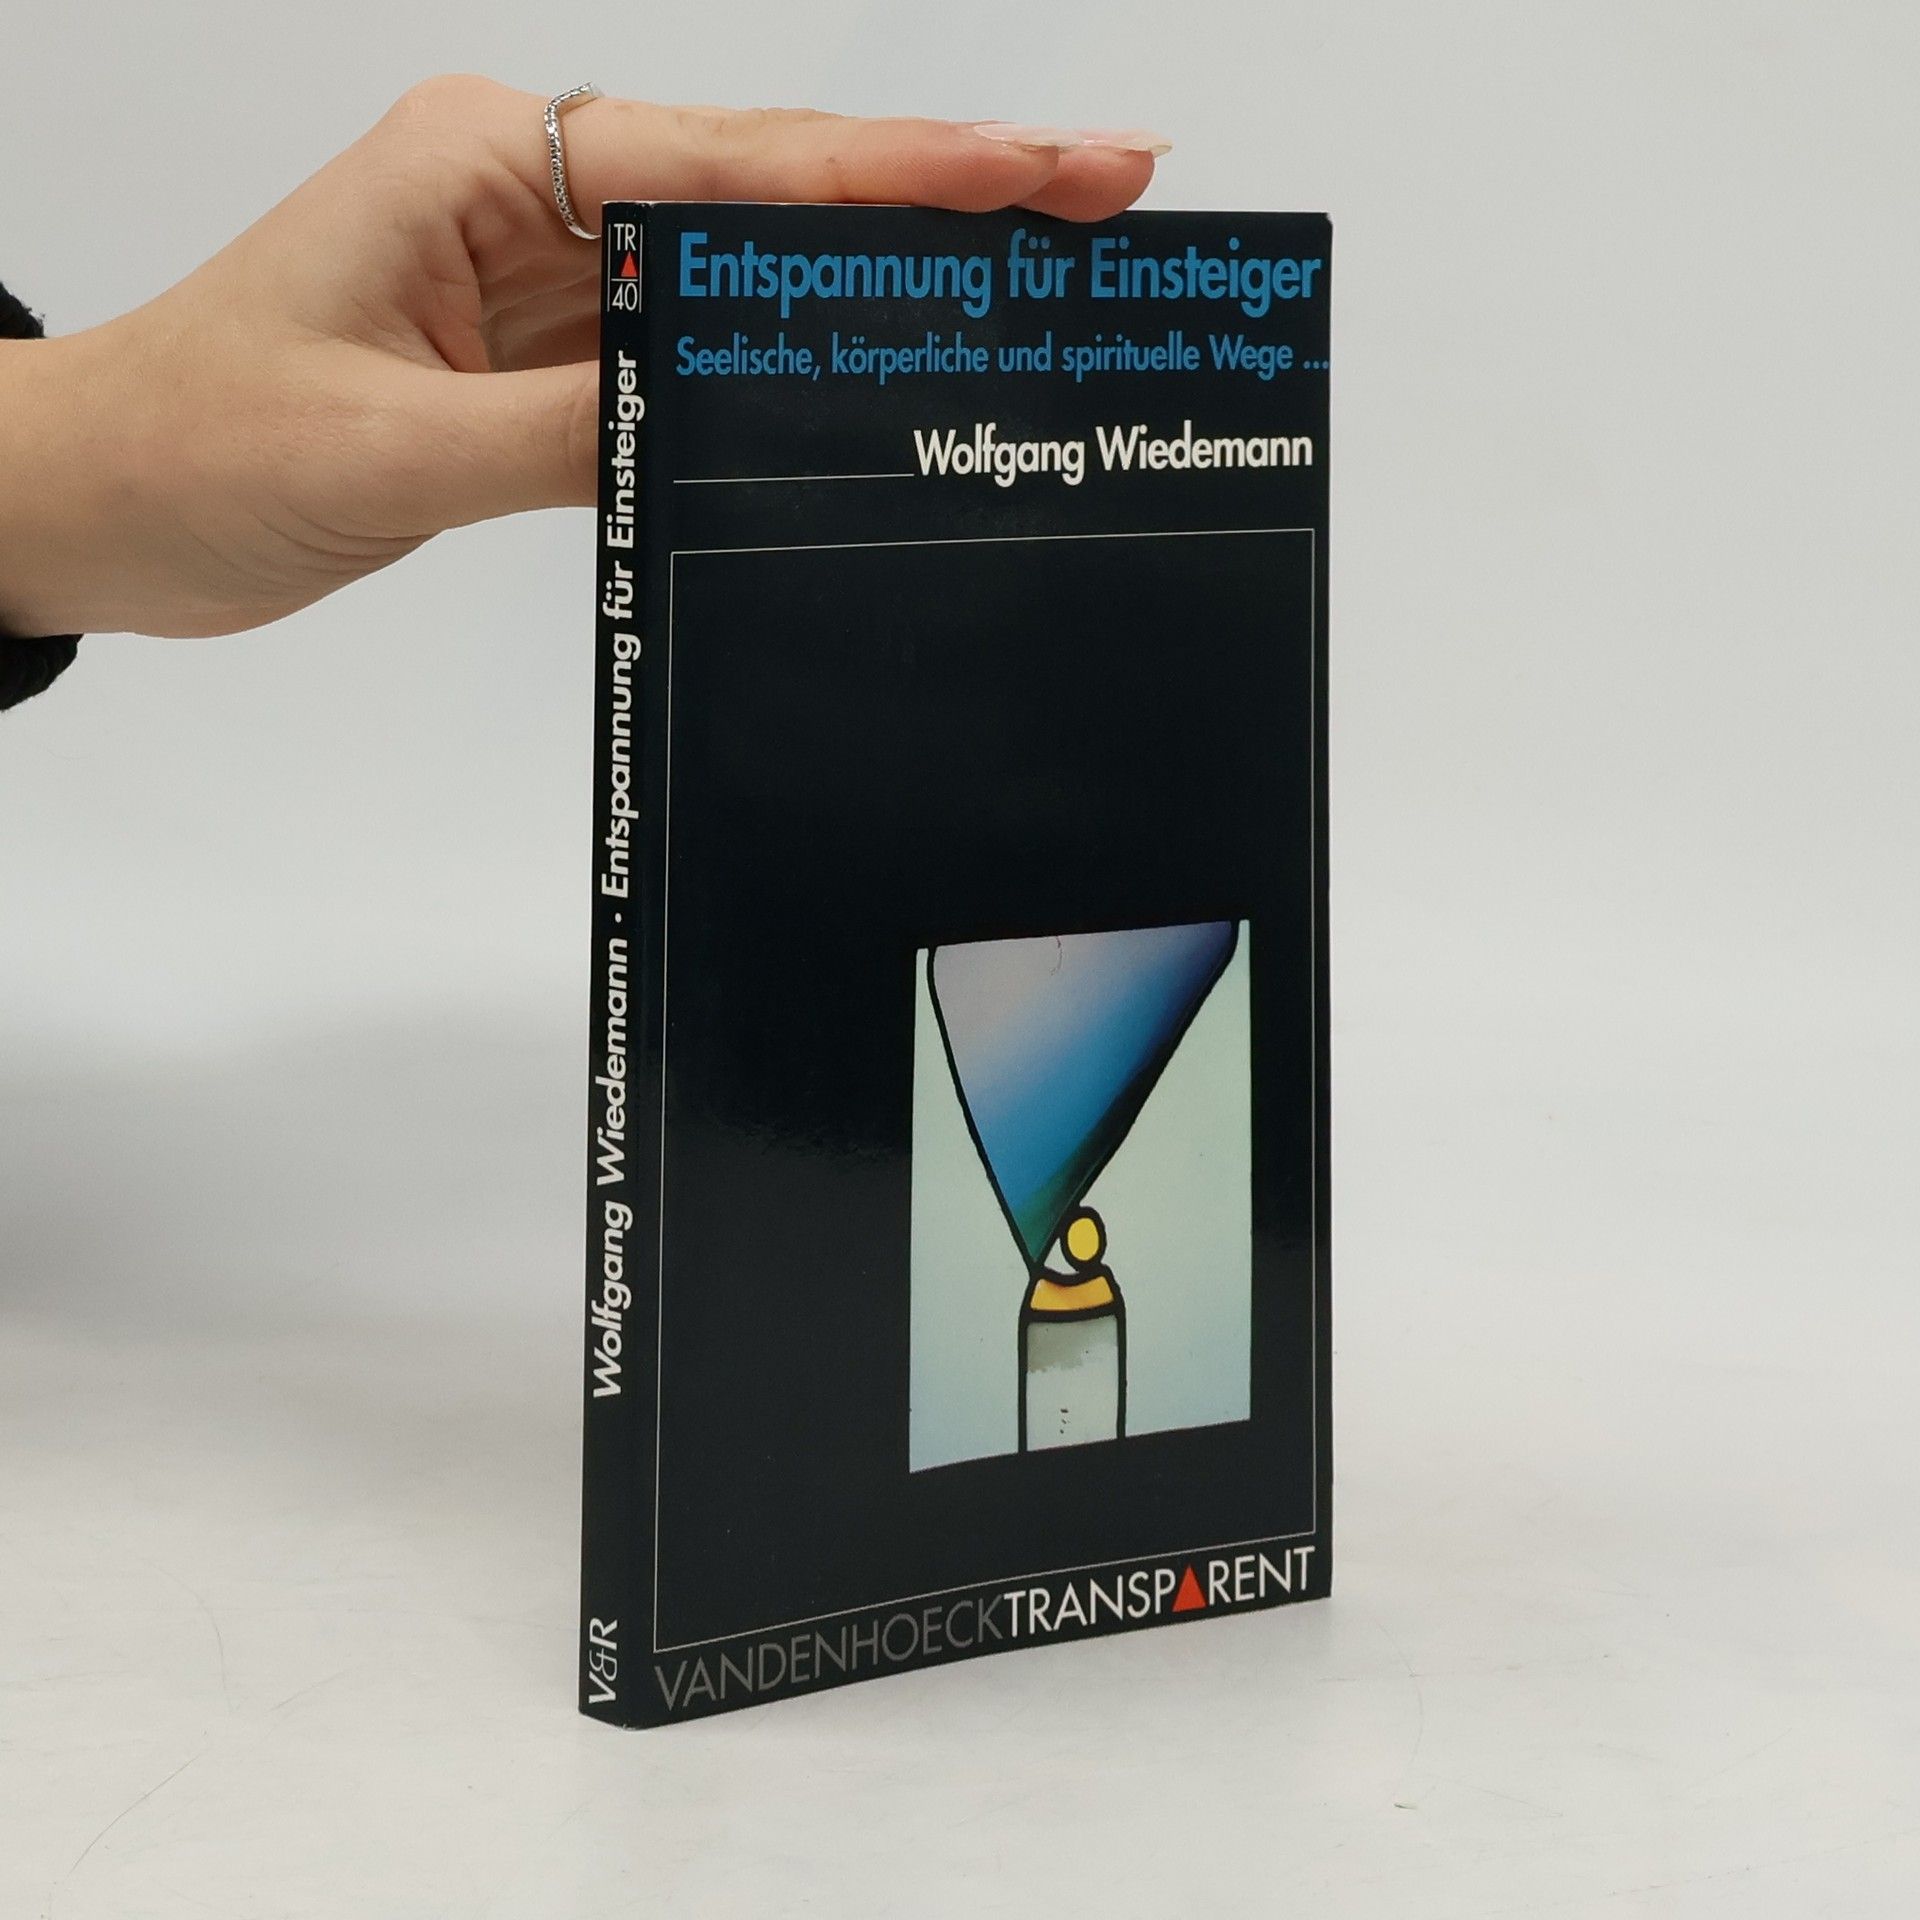 TR
40
Wolfgang Wiedemann · Entspannung für Einsteiger
V&R
Entspannung für Einsteiger
Seelische, körperliche und spirituelle Wege ...
Wolfgang Wiedemann
VANDENHOECKTRANSPARENT